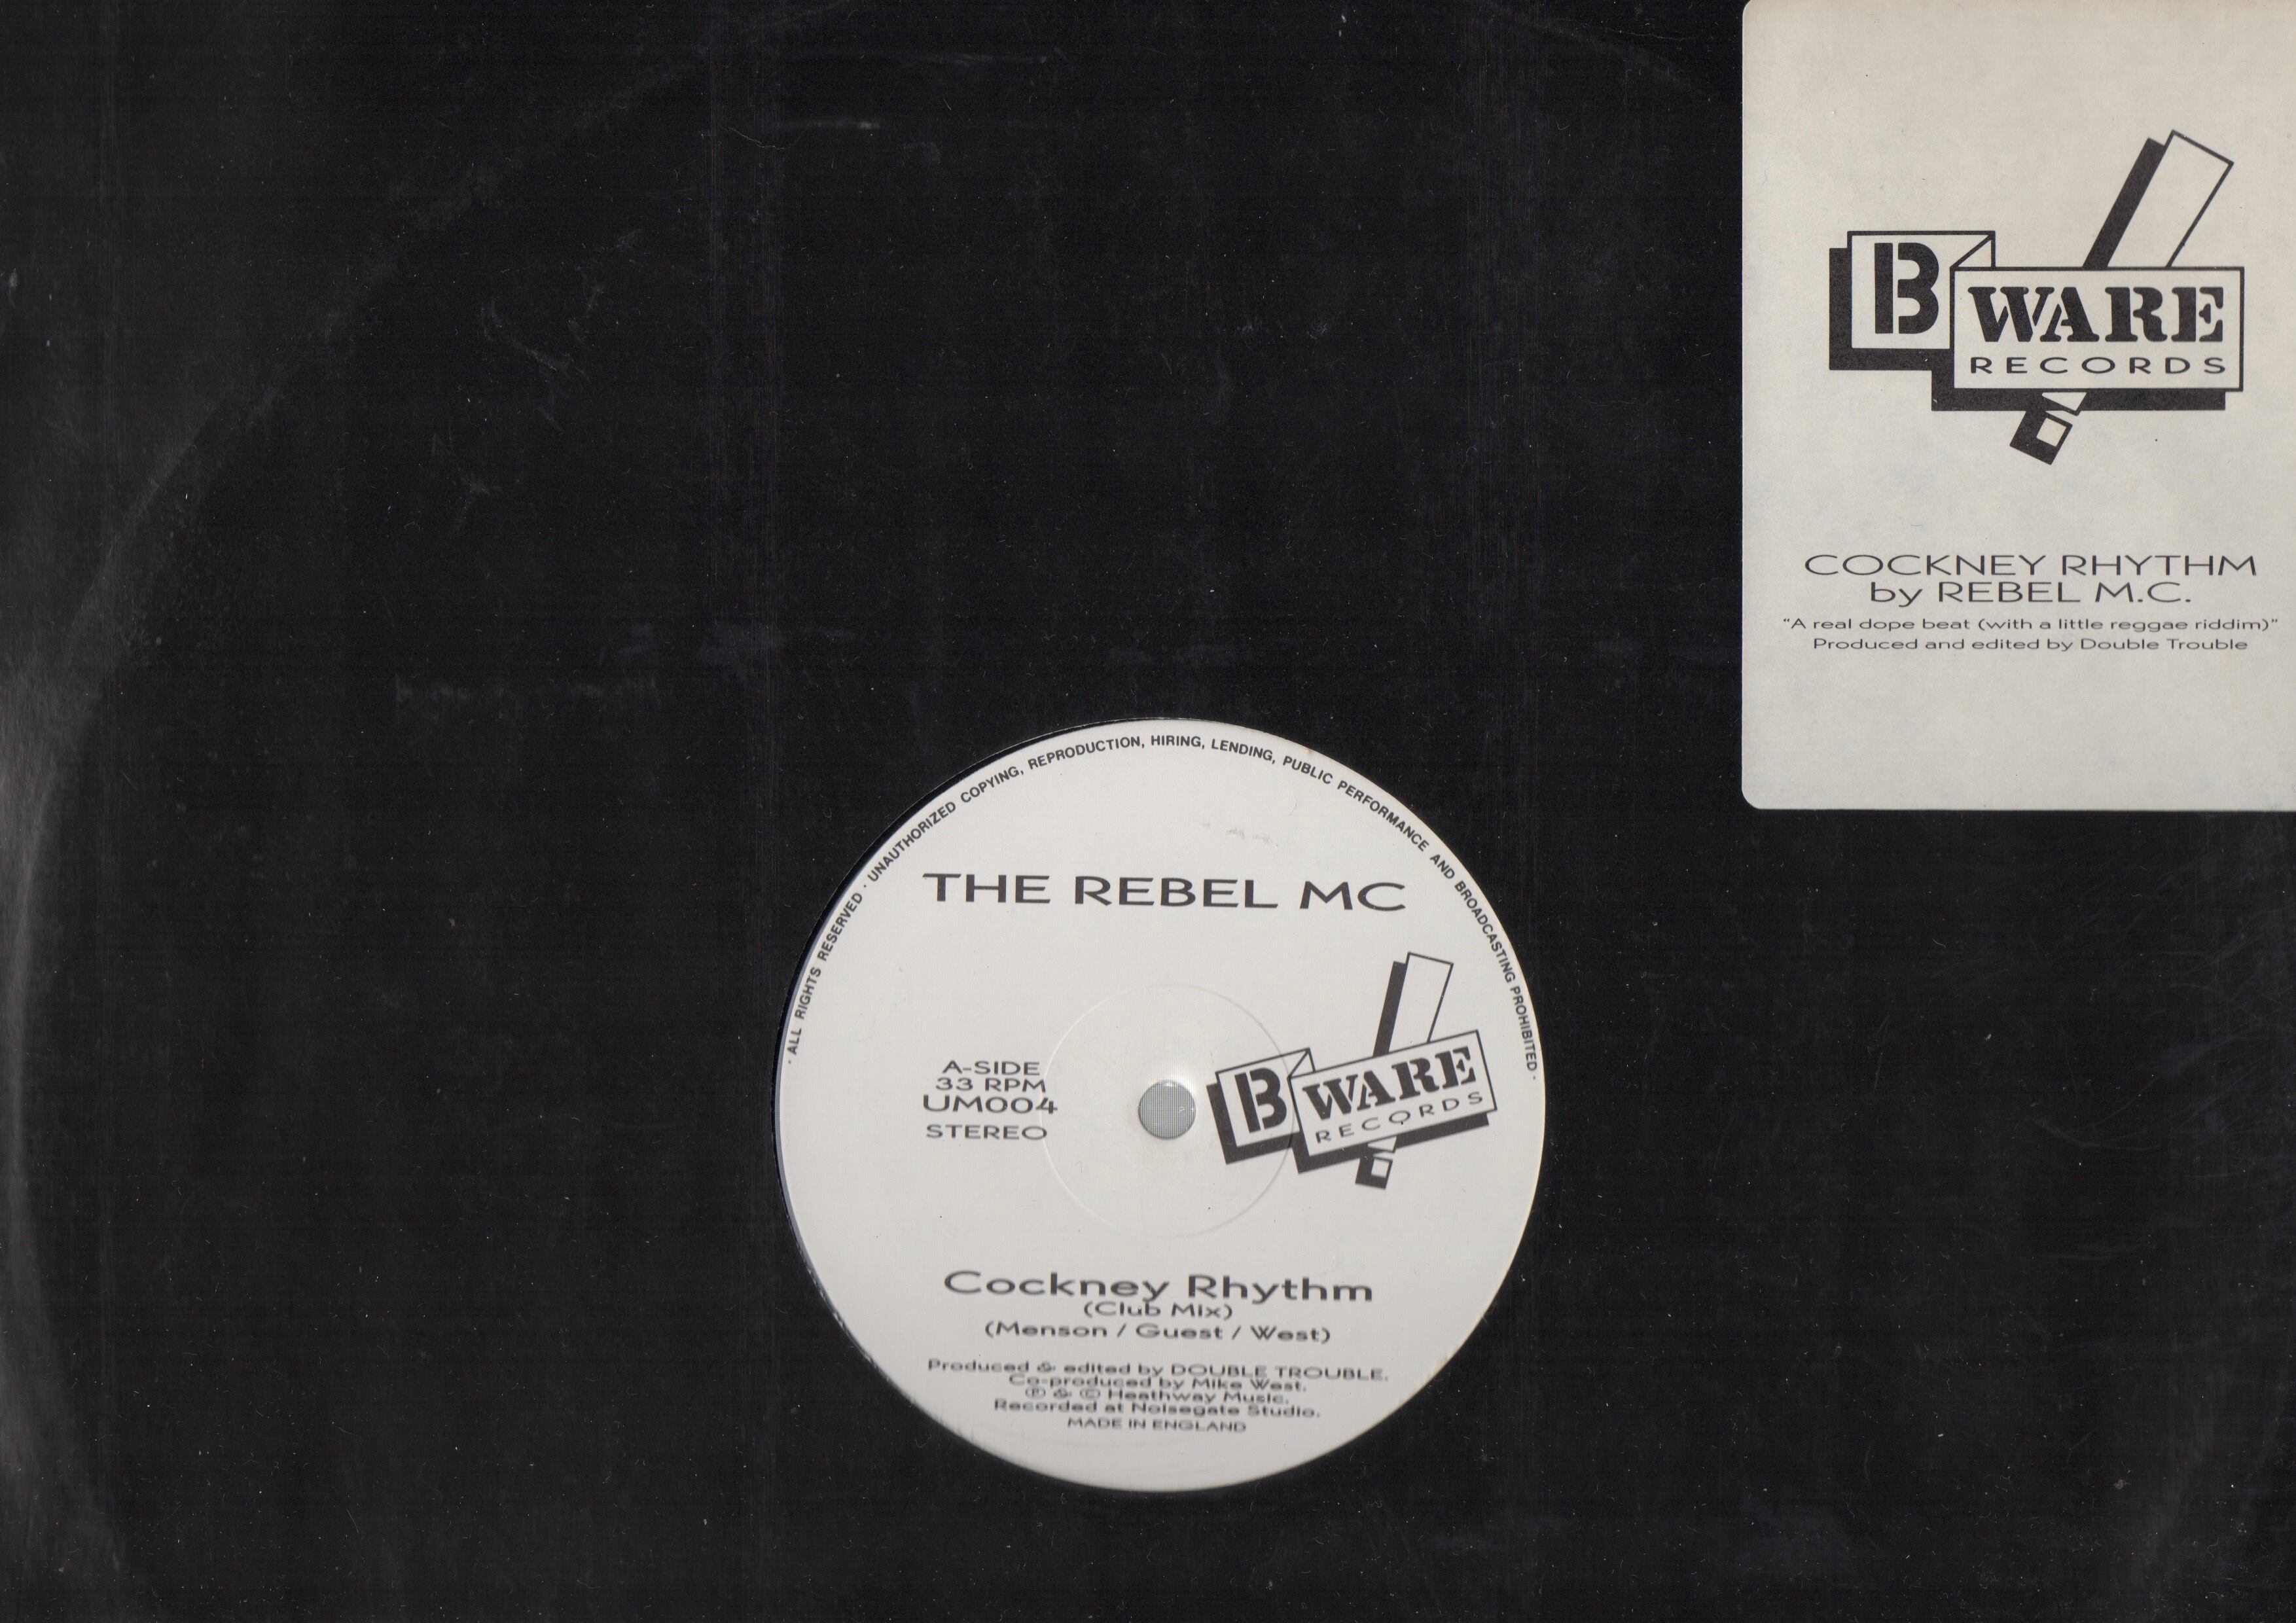 B WARE
RECORDS
COCKNEY RHYTHM
by REBEL M.C.
"A real dope beat (with a little reggae riddim)"
Produced and edited by Double Trouble
· ALL RIGHTS RESERVED · UNAUTHORIZED COPYING, REPRODUCTION, HIRING, LENDING, PUBLIC PERFORMANCE AND BROADCASTING PROHIBITED ·
THE REBEL MC
A-SIDE
33 RPM
UM004
STEREO
B WARE
RECORDS
Cockney Rhythm
(Club Mix)
(Menson / Guest / West)
Produced & edited by DOUBLE TROUBLE.
Co-produced by Mike West.
℗ & © Heathway Music.
Recorded at Noisegate Studio.
MADE IN ENGLAND